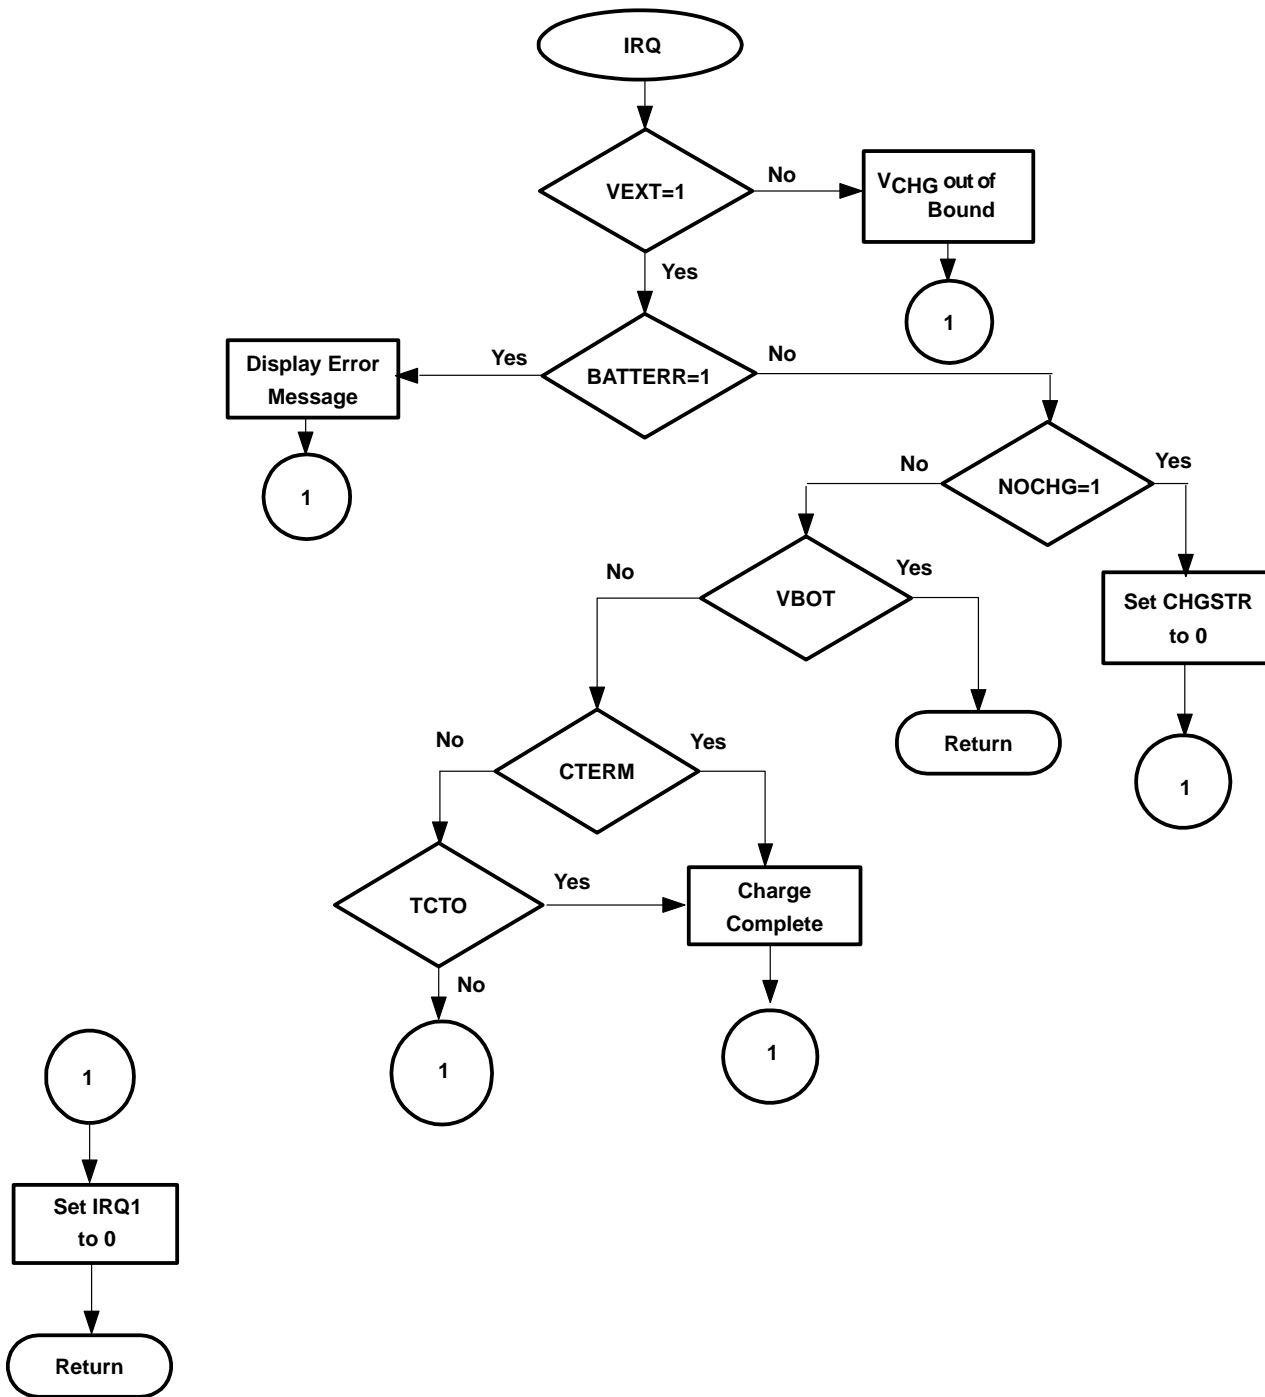 IRQ
VEXT=1
No
VCHG out of
Bound
Yes
1
Display Error
Message
Yes
BATTERR=1
No
1
No
NOCHG=1
Yes
No
VBOT
Yes
Set CHGSTR
to 0
No
CTERM
Yes
Return
1
TCTO
Yes
Charge
Complete
No
1
1
1
Set IRQ1
to 0
Return